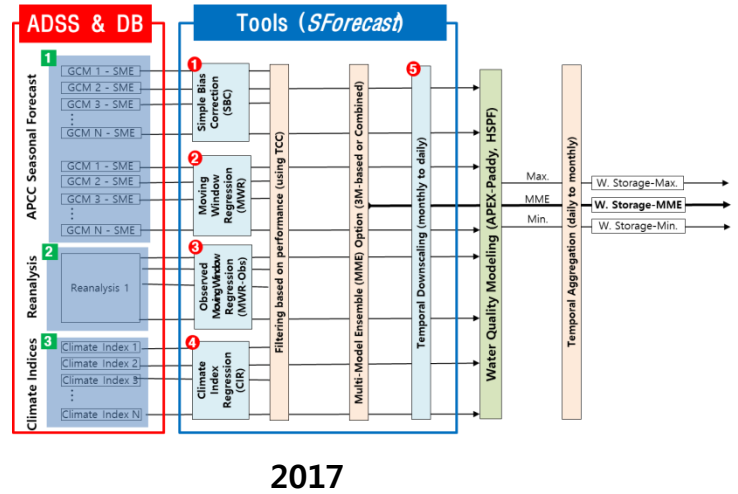 ADSS & DB
Tools (SForecast)
APCC Seasonal Forecast
1
GCM 1 - SME
GCM 2 - SME
GCM 3 - SME
⋮
GCM N - SME
GCM 1 - SME
GCM 2 - SME
GCM 3 - SME
⋮
GCM N - SME
Reanalysis
2
Reanalysis 1
Climate Indices
3
Climate Index 1
Climate Index 2
Climate Index 3
⋮
Climate Index N
1
Simple Bias
Correction
(SBC)
2
Moving
Window
Regression
(MWR)
3
Observed
MovingWindow
Regression
(MWR-Obs)
4
Climate
Index
Regression
(CIR)
Filtering based on performance (using TCC)
Multi-Model Ensemble (MME) Option (3M-based or Combined)
5
Temporal Downscaling (monthly to daily)
Water Quality Modeling (APEX-Paddy, HSPF)
Max.
MME
Min.
Temporal Aggregation (daily to monthly)
W. Storage-Max.
W. Storage-MME
W. Storage-Min.
2017